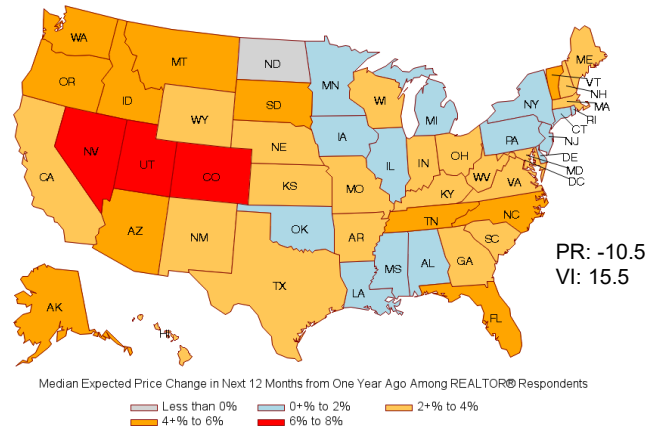 WA
ME
MT
ND
VT
OR
MN
NH
ID
SD
WI
NY
MA
WY
MI
RI
CT
IA
PA
NJ
NE
NV
OH
DE
UT
IL
IN
MD
CO
WV
DC
CA
VA
KS
MO
KY
NC
TN
AZ
OK
NM
AR
SC
PR: -10.5
MS
AL
GA
VI: 15.5
TX
LA
AK
FL
HI
Median Expected Price Change in Next 12 Months from One Year Ago Among REALTOR® Respondents
Less than 0% 0+% to 2% 2+% to 4%
4+% to 6% 6% to 8%